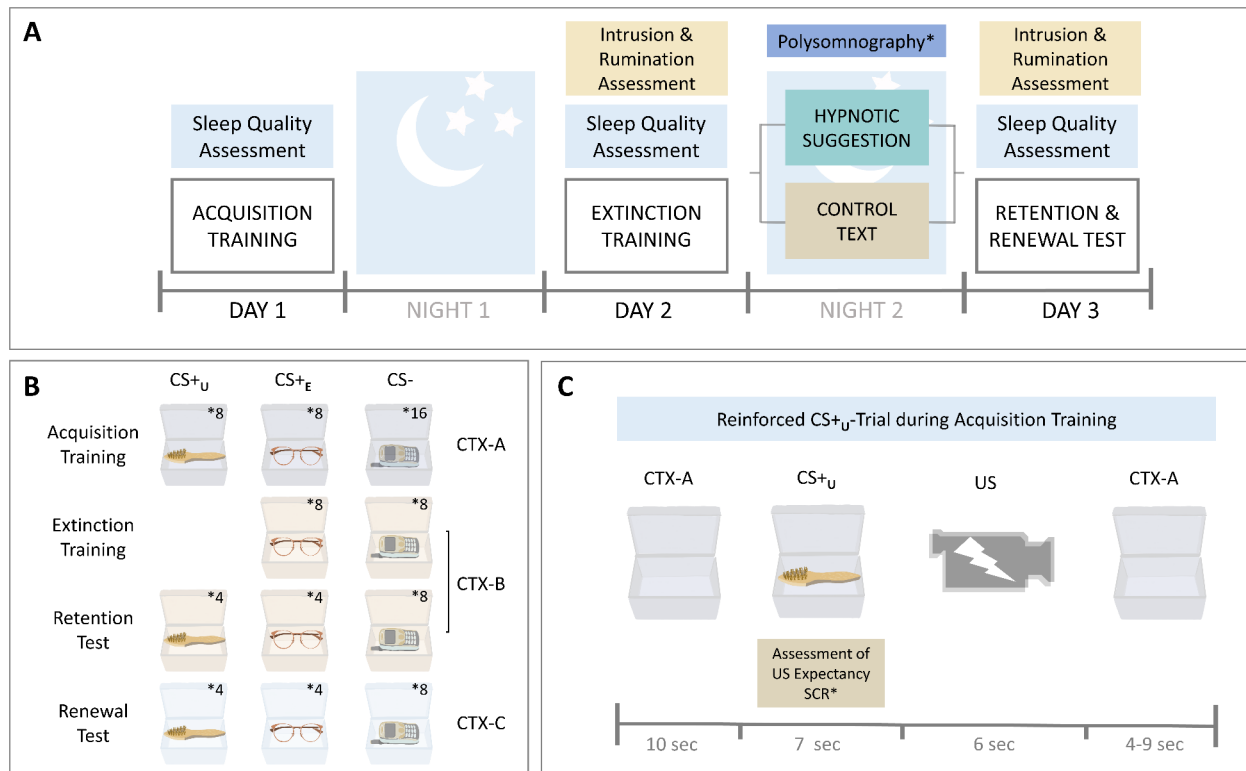 A
Intrusion &
Rumination
Assessment
Polysomnography*
Intrusion &
Rumination
Assessment
Sleep Quality
Assessment
Sleep Quality
Assessment
HYPNOTIC
SUGGESTION
Sleep Quality
Assessment
ACQUISITION
TRAINING
EXTINCTION
TRAINING
CONTROL
TEXT
RETENTION &
RENEWAL TEST
DAY 1
NIGHT 1
DAY 2
NIGHT 2
DAY 3
B
CS+U
CS+E
CS-
Acquisition
Training
*8
*8
*16
CTX-A
Extinction
Training
*8
*8
CTX-B
Retention
Test
*4
*4
*8
Renewal
Test
*4
*4
*8
CTX-C
C
Reinforced CS+U-Trial during Acquisition Training
CTX-A
CS+U
US
CTX-A
Assessment of
US Expectancy
SCR*
10 sec
7 sec
6 sec
4-9 sec